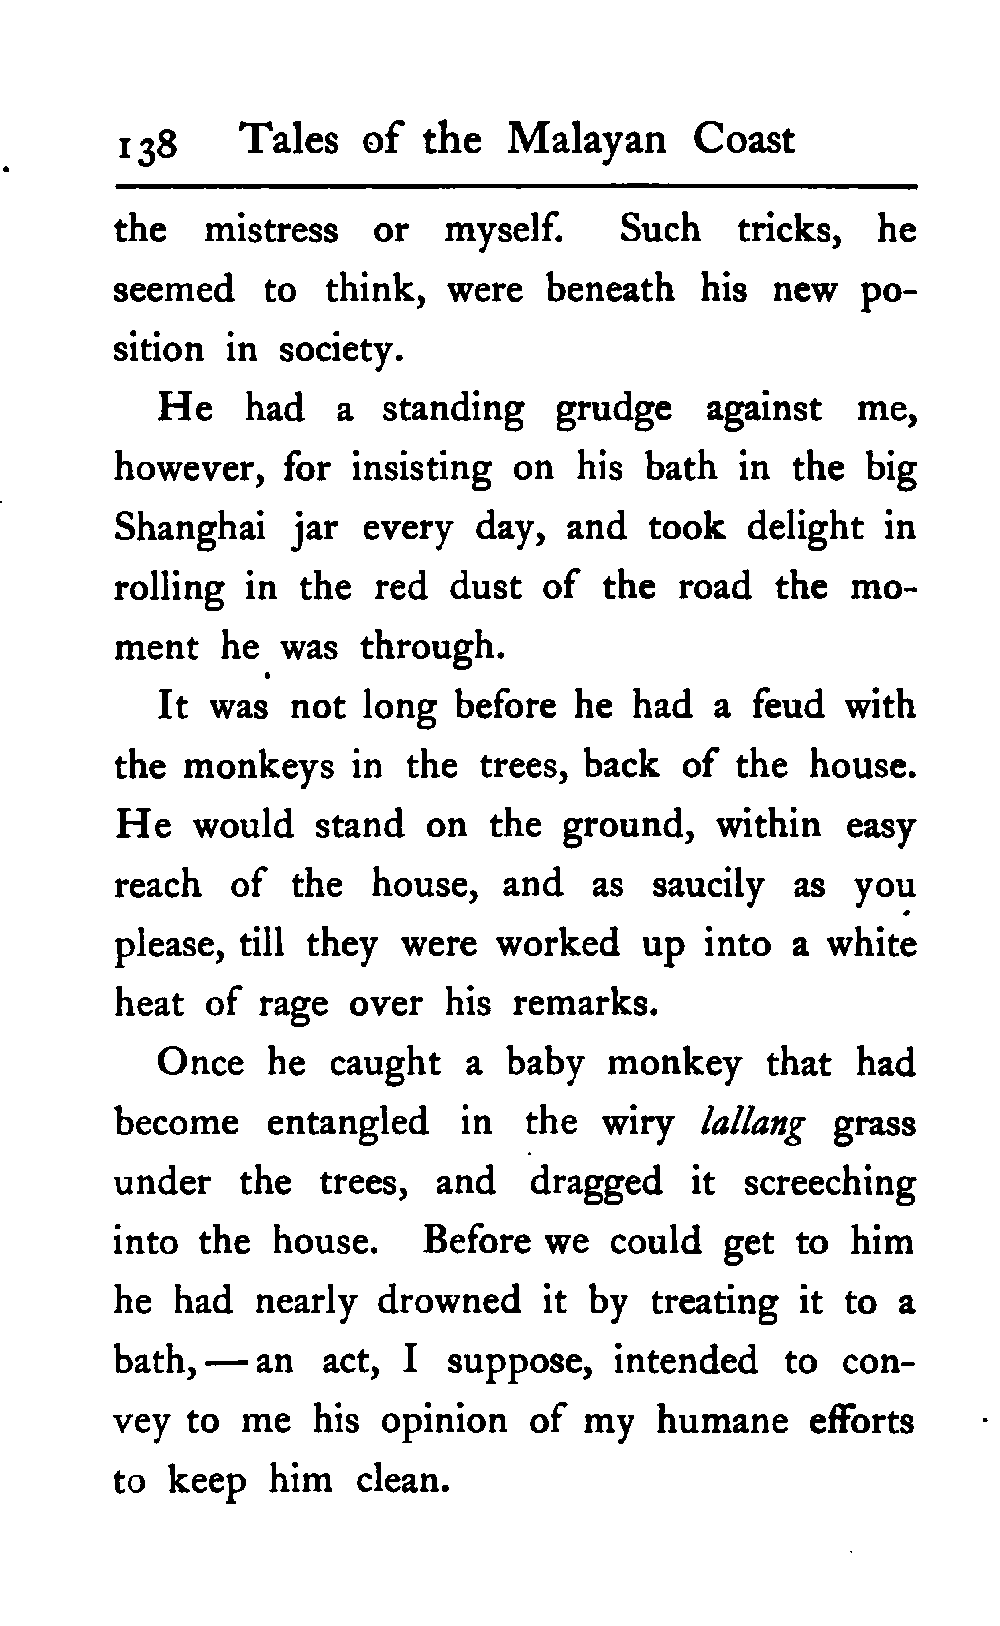 138 Tales of the Malayan Coast
the mistress or myself. Such tricks, he
seemed to think, were beneath his new po-
sition in society.
He had a standing grudge against me,
however, for insisting on his bath in the big
Shanghai jar every day, and took delight in
rolling in the red dust of the road the mo-
ment he was through.
It was not long before he had a feud with
the monkeys in the trees, back of the house.
He would stand on the ground, within easy
reach of the house, and as saucily as you
please, till they were worked up into a white
heat of rage over his remarks.
Once he caught a baby monkey that had
become entangled in the wiry lallang grass
under the trees, and dragged it screeching
into the house. Before we could get to him
he had nearly drowned it by treating it to a
bath, — an act, I suppose, intended to con-
vey to me his opinion of my humane efforts
to keep him clean.